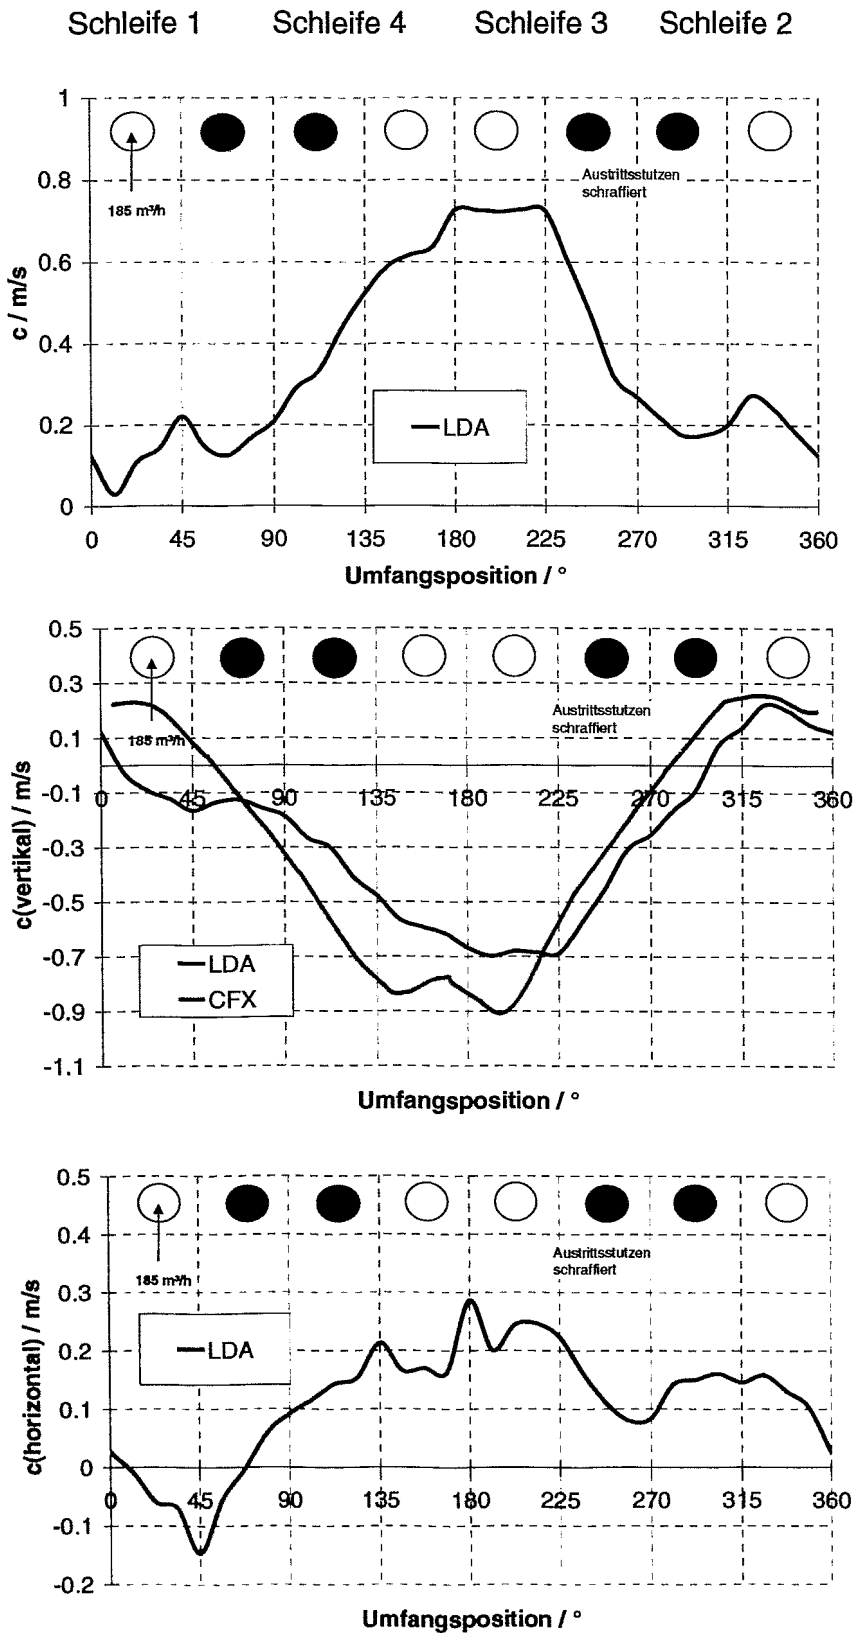 Schleife 1 Schleife 4 Schleife 3 Schleife 2
1
0.8
0.6
0.4
0.2
0
c / m/s
185 m³/h
Austrittsstutzen
schraffiert
LDA
0 45 90 135 180 225 270 315 360
Umfangsposition / °
0.5
0.3
0.1
-0.1
-0.3
-0.5
-0.7
-0.9
-1.1
c(vertikal) / m/s
185 m³/h
Austrittsstutzen
schraffiert
0 45 90 135 180 225 270 315 360
LDA
CFX
Umfangsposition / °
0.5
0.4
0.3
0.2
0.1
0
-0.1
-0.2
c(horizontal) / m/s
185 m³/h
Austrittsstutzen
schraffiert
LDA
0 45 90 135 180 225 270 315 360
Umfangsposition / °